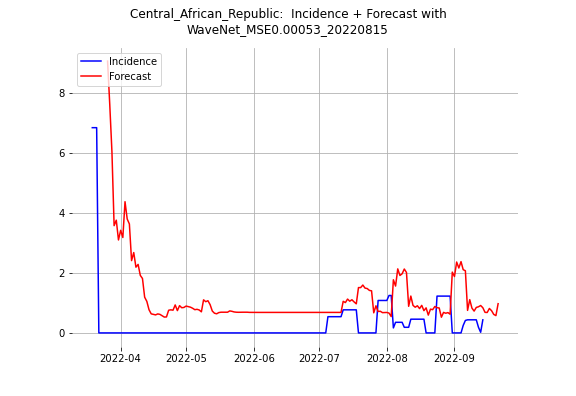 Central_African_Republic:  Incidence + Forecast with
WaveNet_MSE0.00053_20220815
Incidence
Forecast
8
6
4
2
0
2022-04
2022-05
2022-06
2022-07
2022-08
2022-09